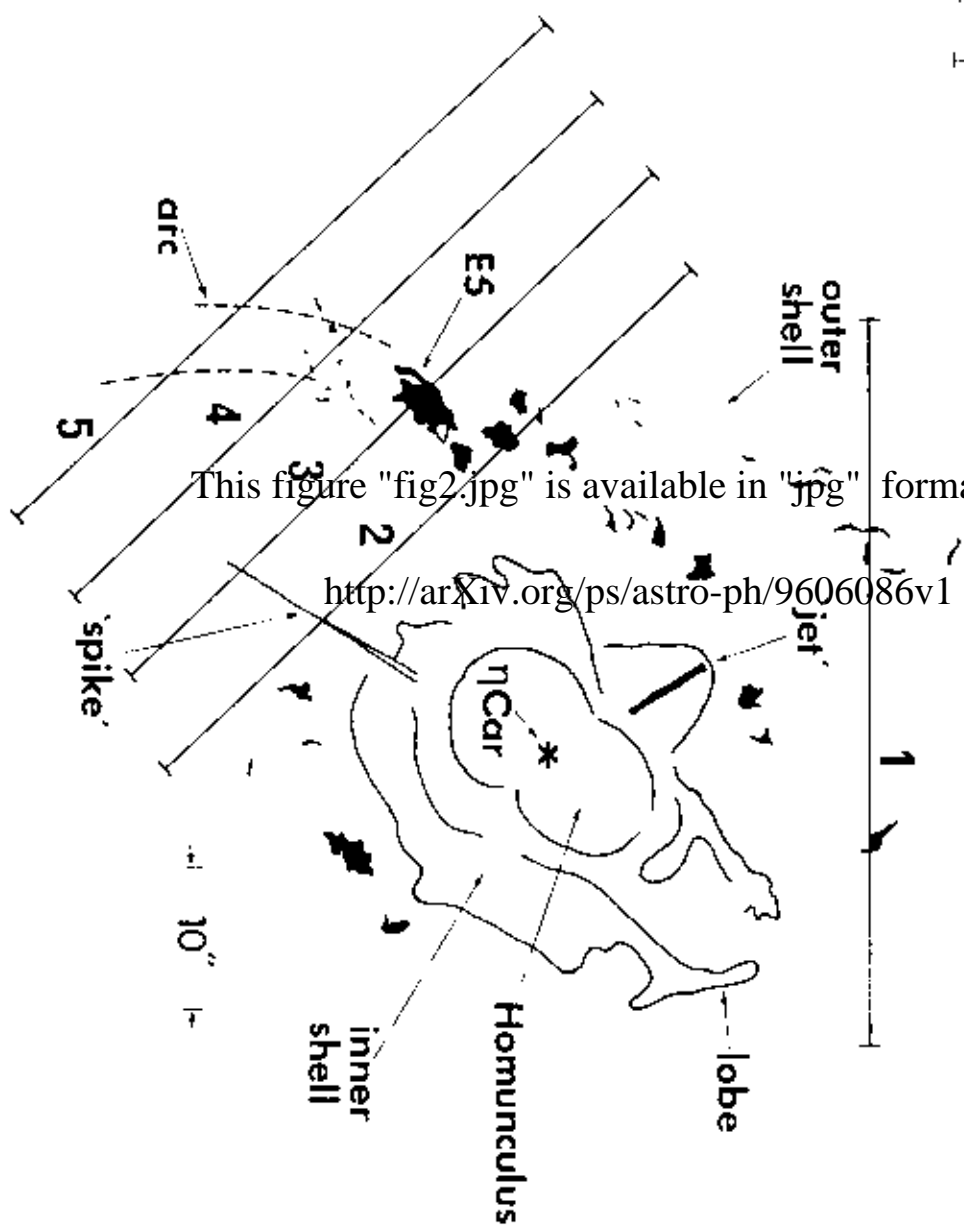 arc
E5
outer
shell
5
4
3
2
This figure "fig2.jpg" is available in "jpg" forma
http://arXiv.org/ps/astro-ph/9606086v1
'spike'
'jet'
ηCar
*
1
10"
inner
shell
Homunculus
lobe